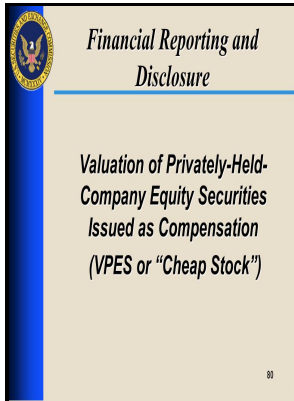 Financial Reporting and
Disclosure
Valuation of Privately-Held-
Company Equity Securities
Issued as Compensation
(VPES or “Cheap Stock”)
80